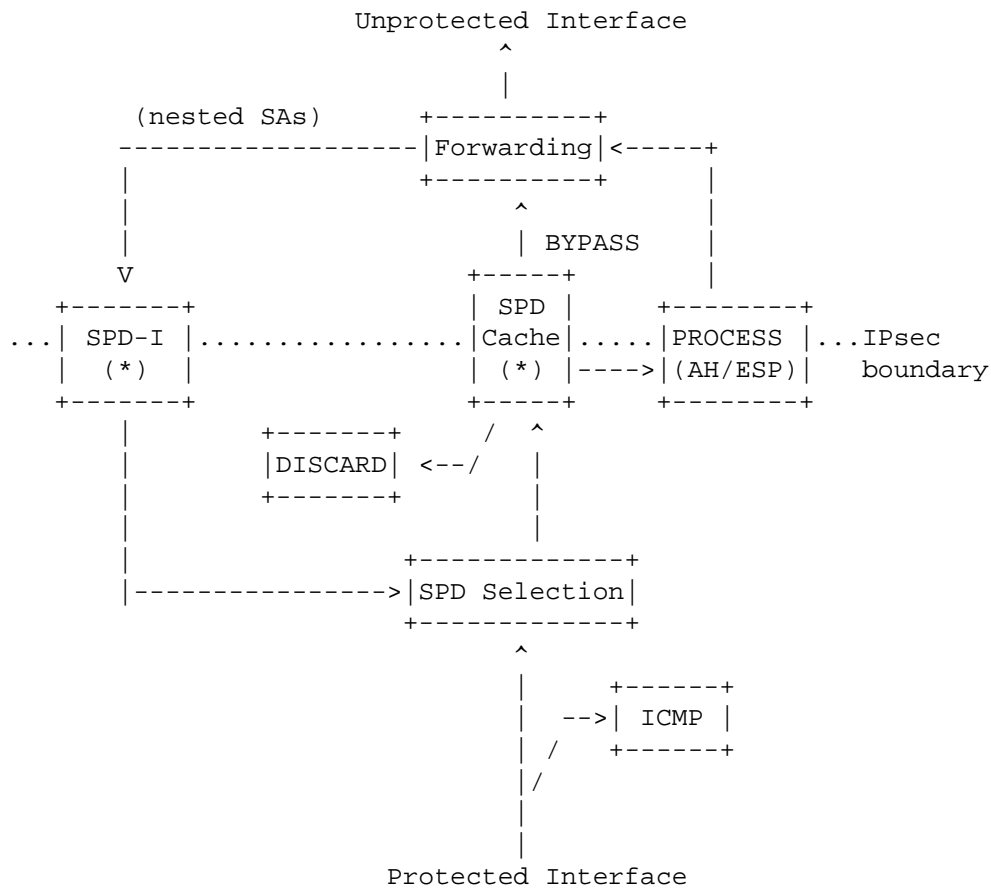 Unprotected Interface
(nested SAs)
Forwarding
BYPASS
SPD
... SPD-I ... Cache ..... PROCESS ...IPsec
(*) (*) (AH/ESP) boundary
DISCARD
SPD Selection
ICMP
Protected Interface